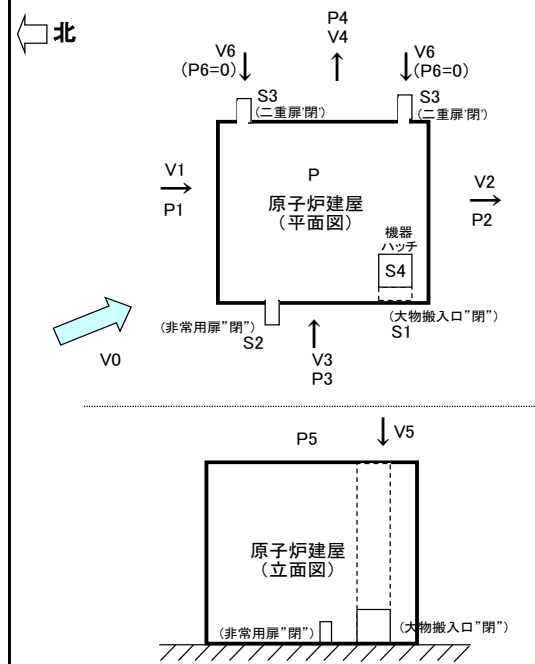 北
P4
V4
V6
(P6=0)
V6
(P6=0)
S3
(二重扉'閉')
S3
(二重扉'閉')
V1
P1
P
原子炉建屋
(平面図)
V2
P2
機器
ハッチ
S4
(大物搬入口"閉")
S1
(非常用扉"閉")
S2
V3
P3
V0
P5
V5
原子炉建屋
(立面図)
(非常用扉"閉")
(大物搬入口"閉")